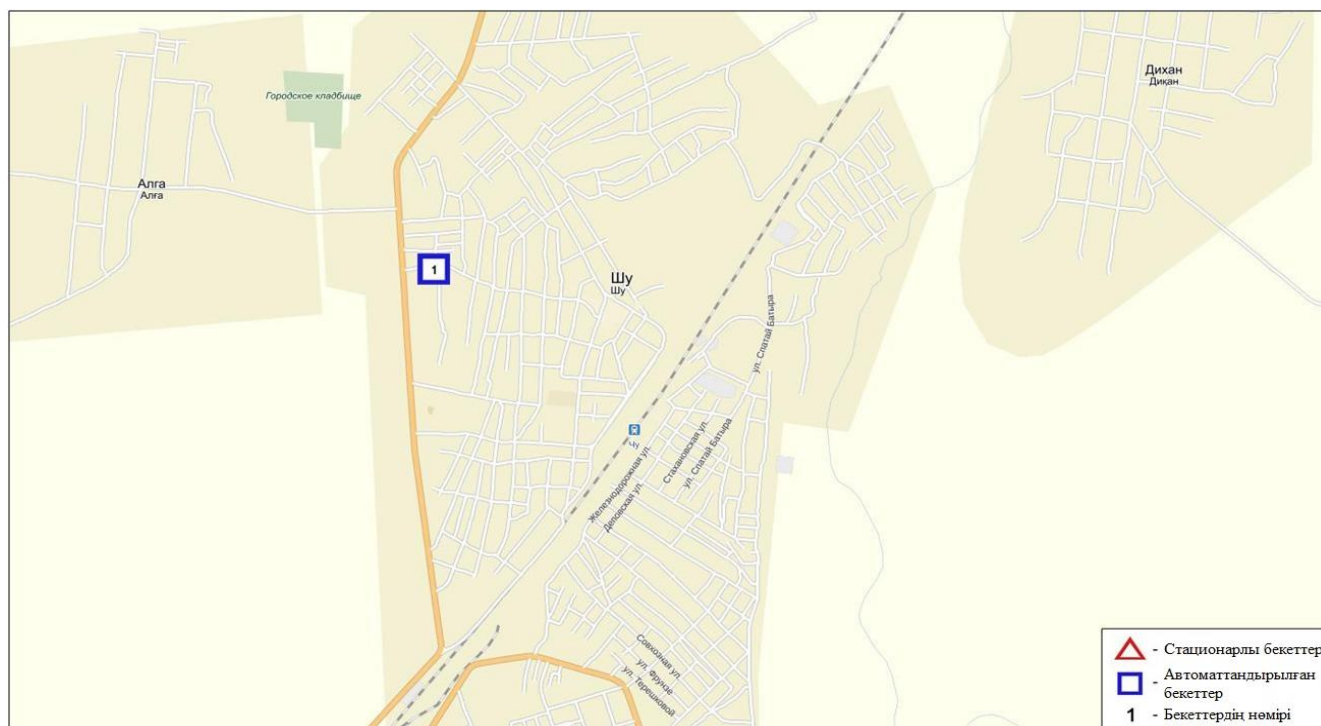 Дихан
Диқан
Городское кладбище
Алга
Алға
1
Шу
Шу
ул. Спатай Батыра
Чу
Стахановская ул.
ул. Спатай Батыра
Железнодорожная ул.
Деповская ул.
Совхозная ул.
ул. Фрунзе
ул. Терешковой
- Стационарлы бекеттер
- Автоматтандырылған
бекеттер
1 - Бекеттердің нөмірі